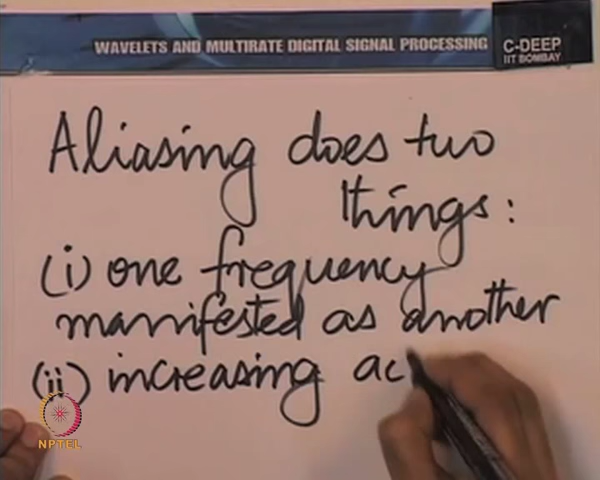 WAVELETS AND MULTIRATE DIGITAL SIGNAL PROCESSING
C-DEEP
IIT BOMBAY
Aliasing does two
things:
(i) one frequency
manifested as another
(ii) increasing ac
NPTEL